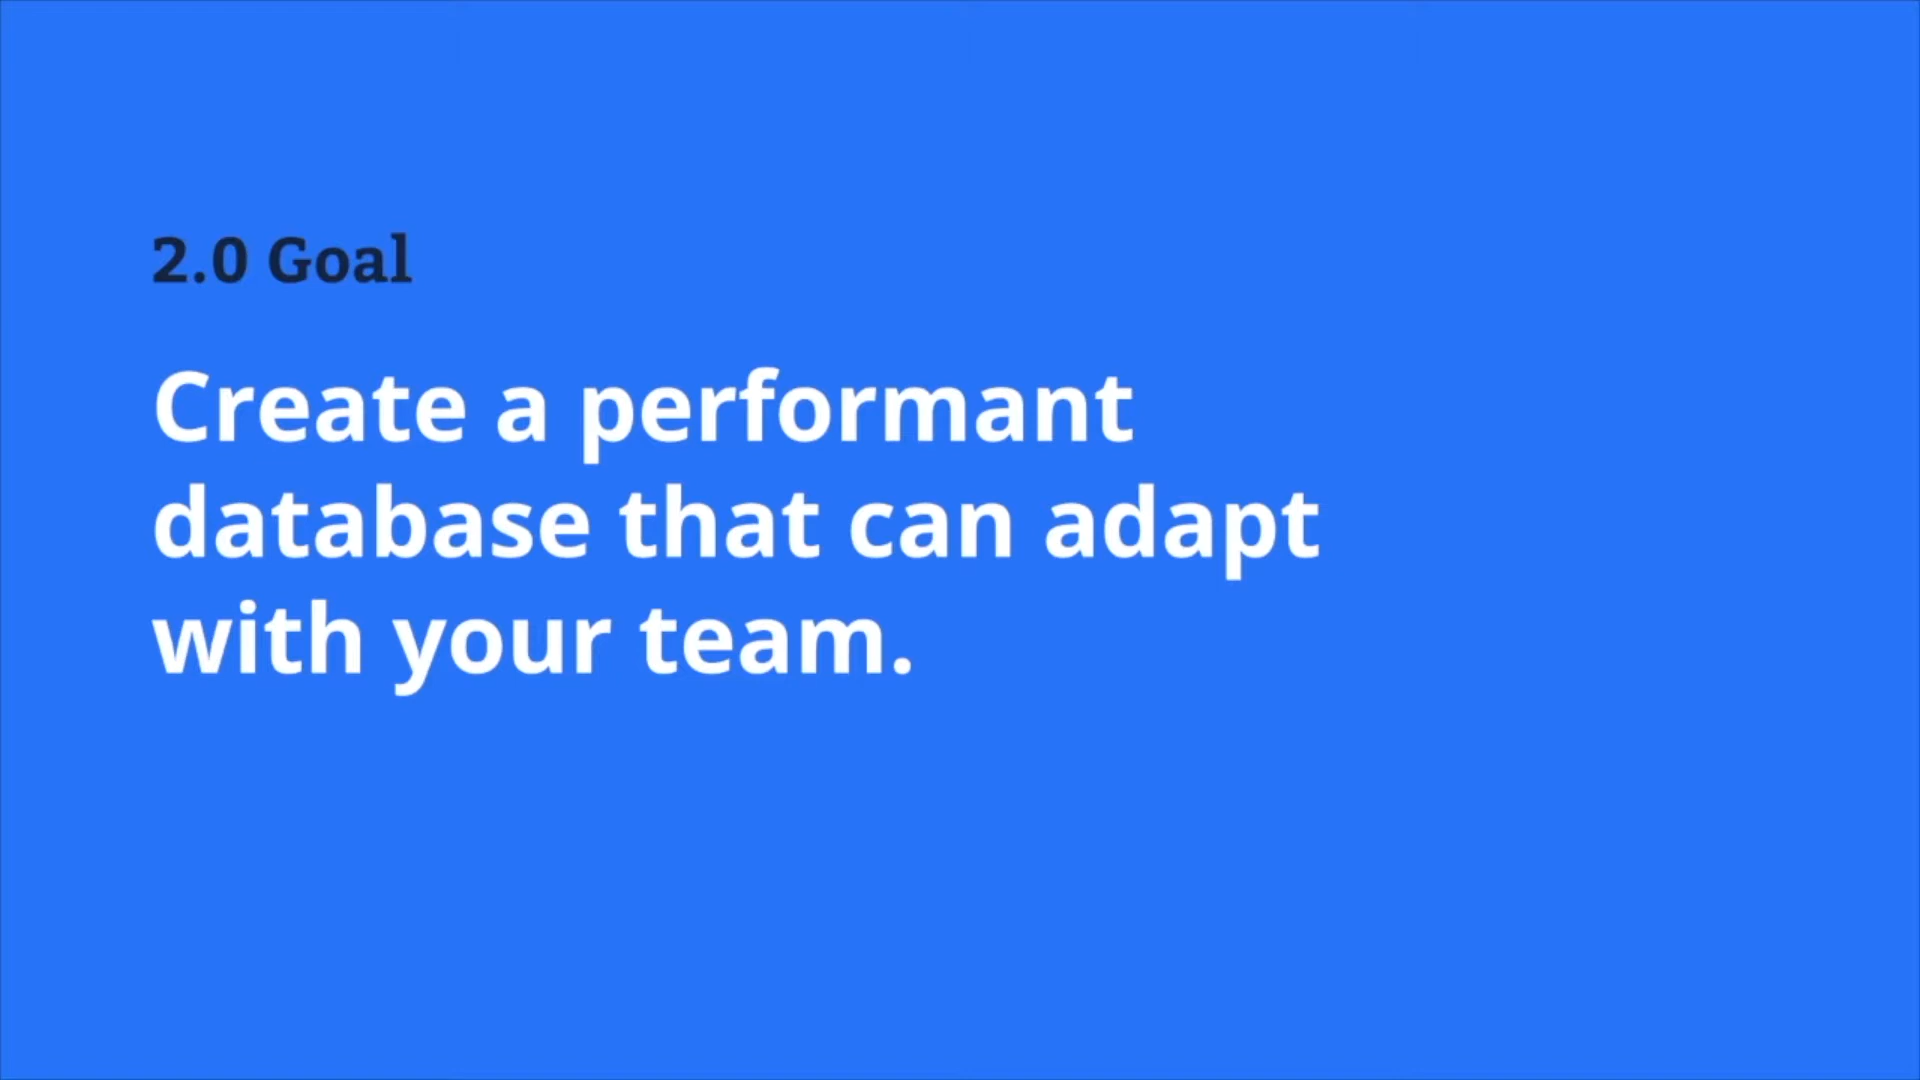 2.0 Goal
Create a performant
database that can adapt
with your team.